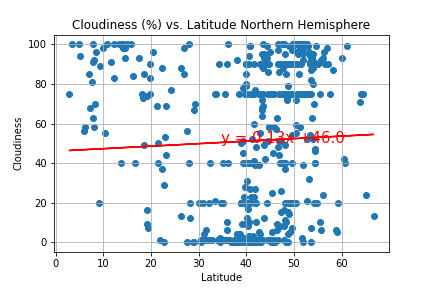 Cloudiness (%) vs. Latitude Northern Hemisphere
100
80
60
40
20
0
Cloudiness
y = 0.13x +46.0
0 10 20 30 40 50 60
Latitude